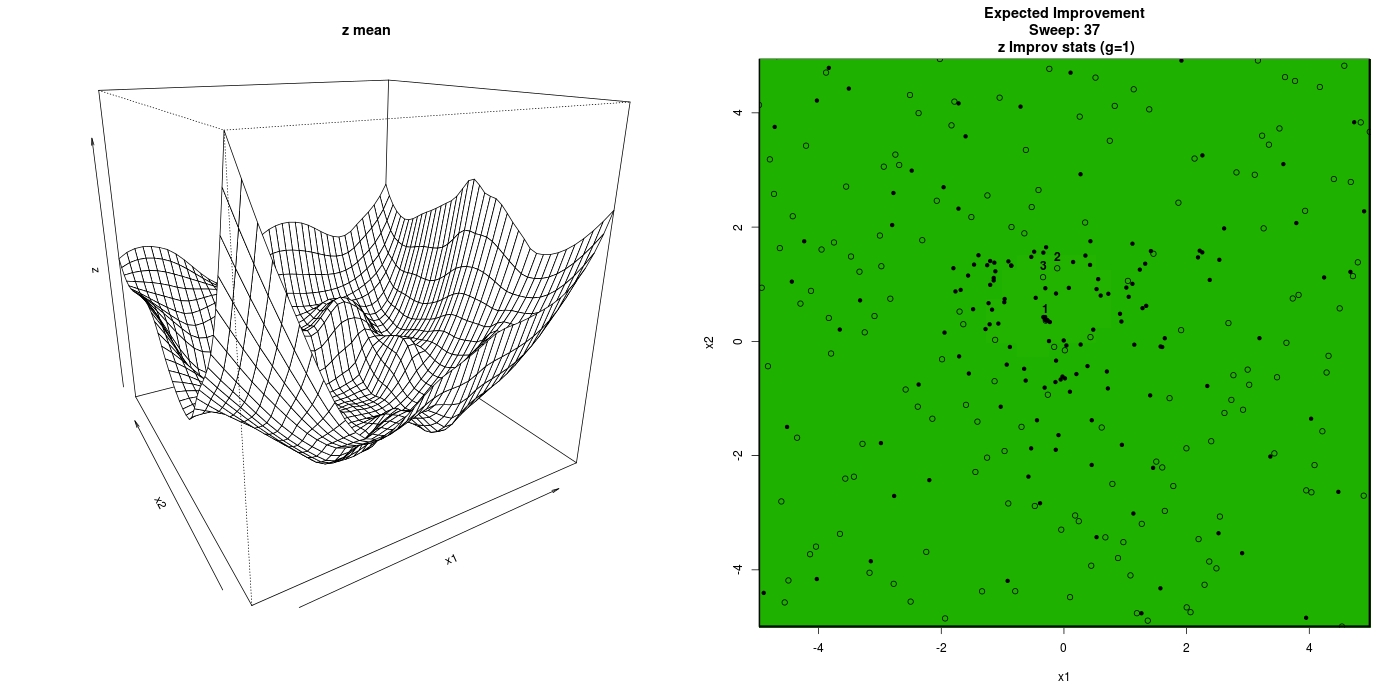 z mean
z
x2
x1
Expected Improvement
Sweep: 37
z Improv stats (g=1)
x2
4
2
0
-2
-4
2
3
1
-4
-2
0
2
4
x1